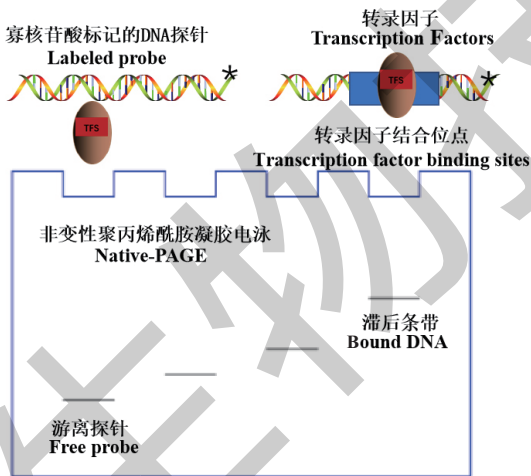 寡核苷酸标记的DNA探针
Labeled probe
*
TFS
转录因子
Transcription Factors
*
TFS
转录因子结合位点
Transcription factor binding sites
非变性聚丙烯酰胺凝胶电泳
Native-PAGE
滞后条带
Bound DNA
游离探针
Free probe